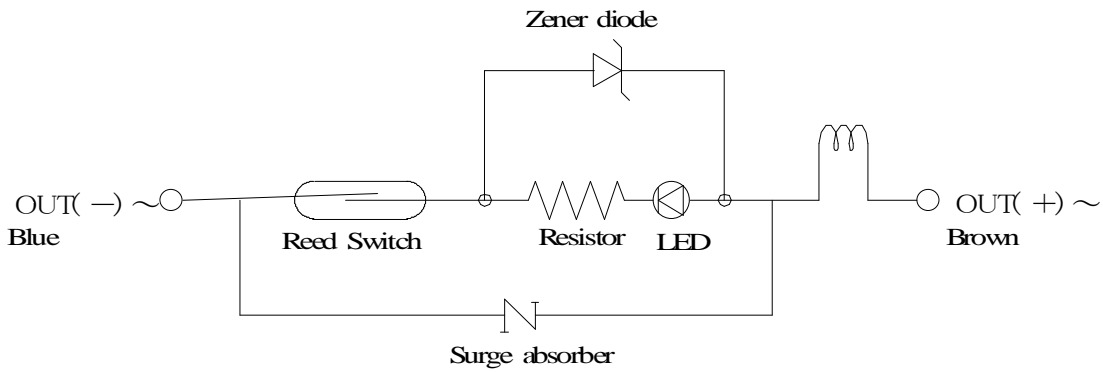 Zener diode
OUT( —) ~
Blue
Reed Switch
Resistor
LED
OUT( +) ~
Brown
Surge absorber